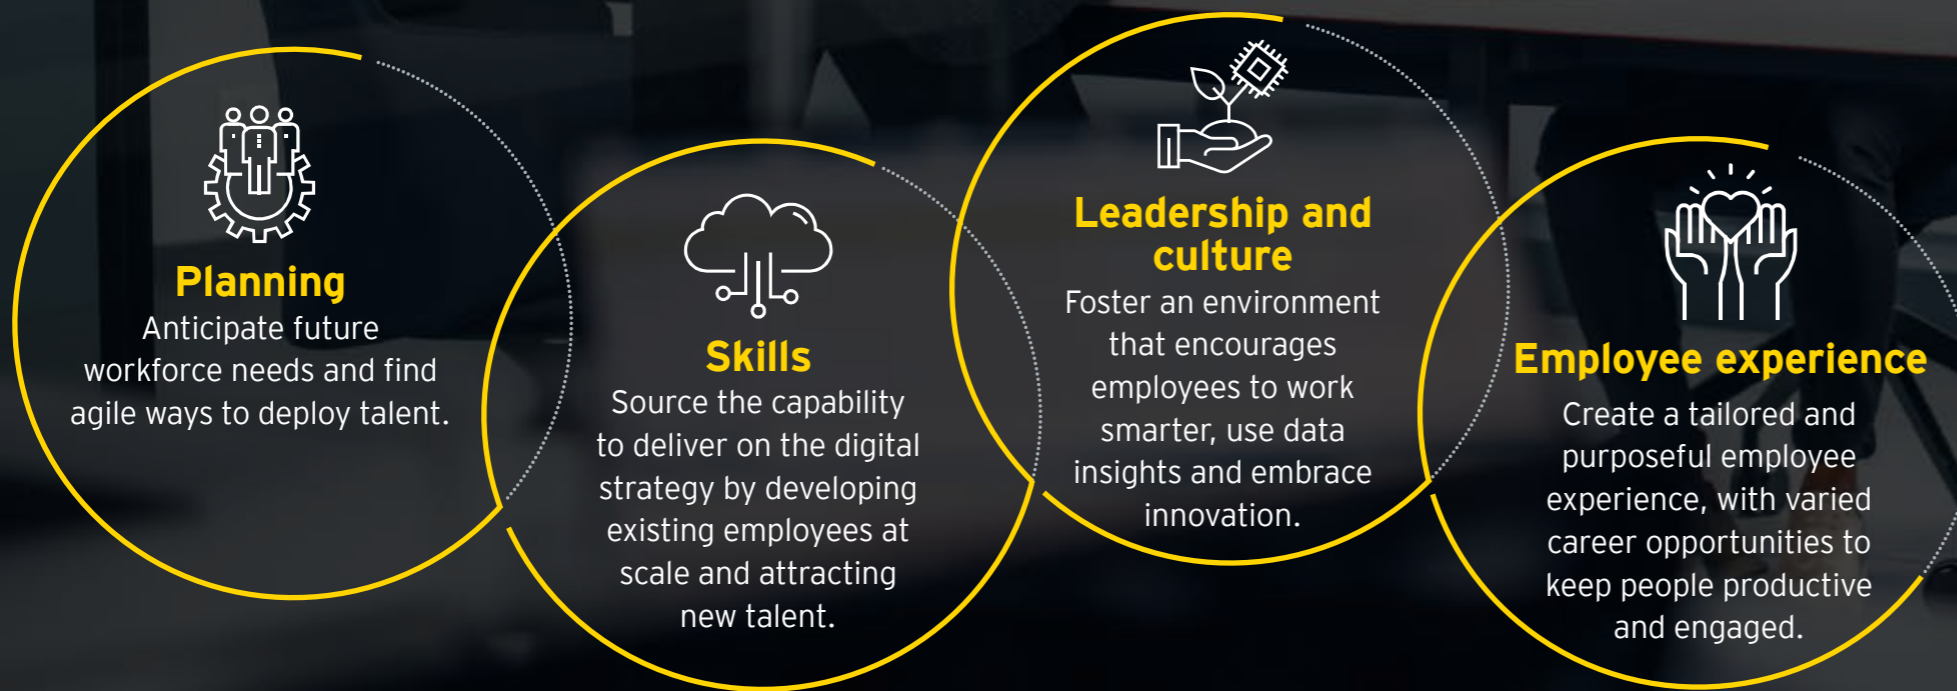 Planning
Anticipate future
workforce needs and find
agile ways to deploy talent.
Skills
Source the capability
to deliver on the digital
strategy by developing
existing employees at
scale and attracting
new talent.
Leadership and
culture
Foster an environment
that encourages
employees to work
smarter, use data
insights and embrace
innovation.
Employee experience
Create a tailored and
purposeful employee
experience, with varied
career opportunities to
keep people productive
and engaged.